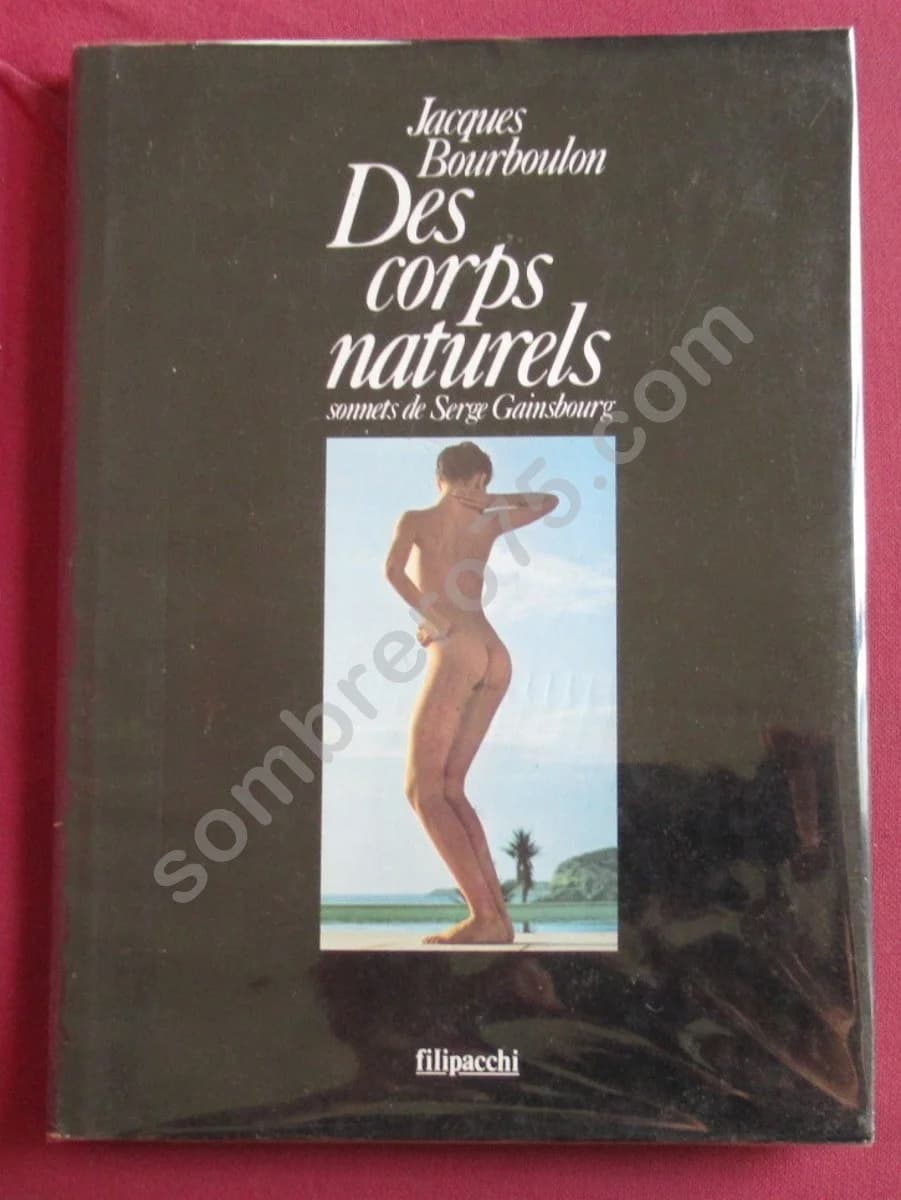 Jacques
Bourboulon
Des
corps
naturels
sonnets de Serge Gainsbourg
sombrero75.com
filipacchi